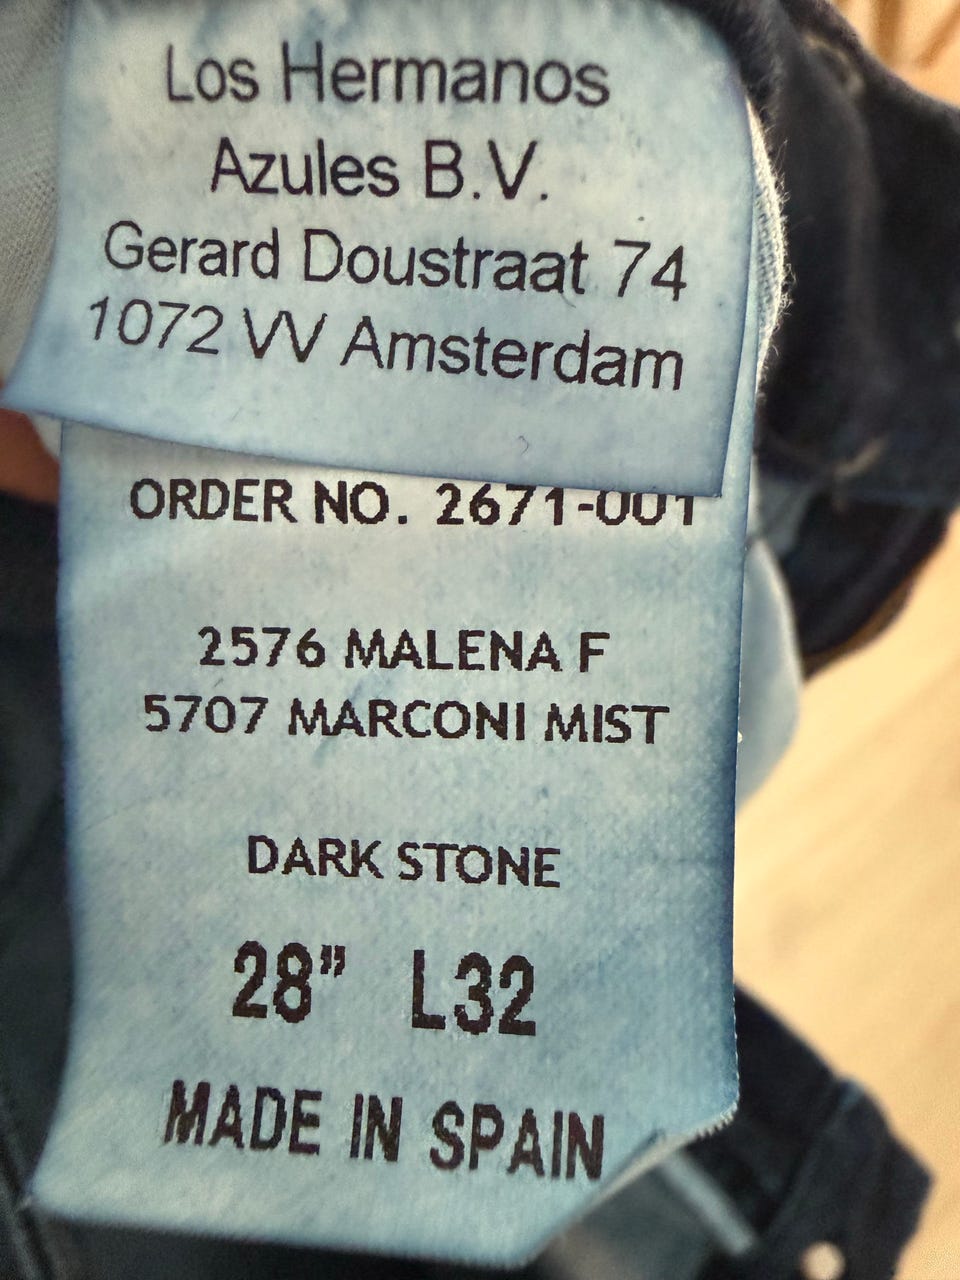 Los Hermanos
Azules B.V.
Gerard Doustraat 74
1072 VV Amsterdam
ORDER NO. 2671-001
2576 MALENA F
5707 MARCONI MIST
DARK STONE
28” L32
MADE IN SPAIN